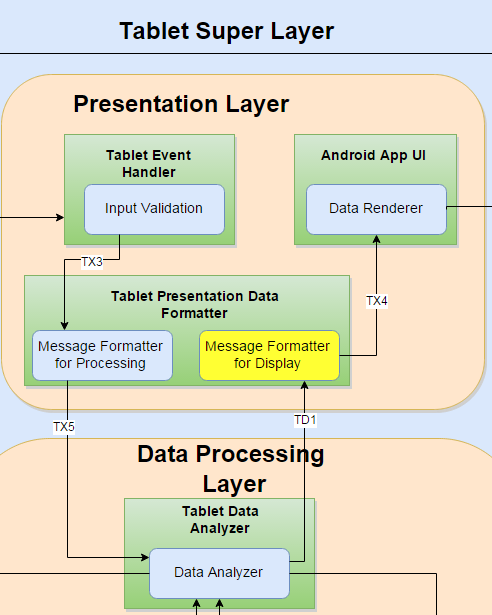 Tablet Super Layer
Presentation Layer
Tablet Event
Handler
Input Validation
Android App UI
Data Renderer
TX3
Tablet Presentation Data
Formatter
Message Formatter
for Processing
Message Formatter
for Display
TX4
TX5
TD1
Data Processing
Layer
Tablet Data
Analyzer
Data Analyzer